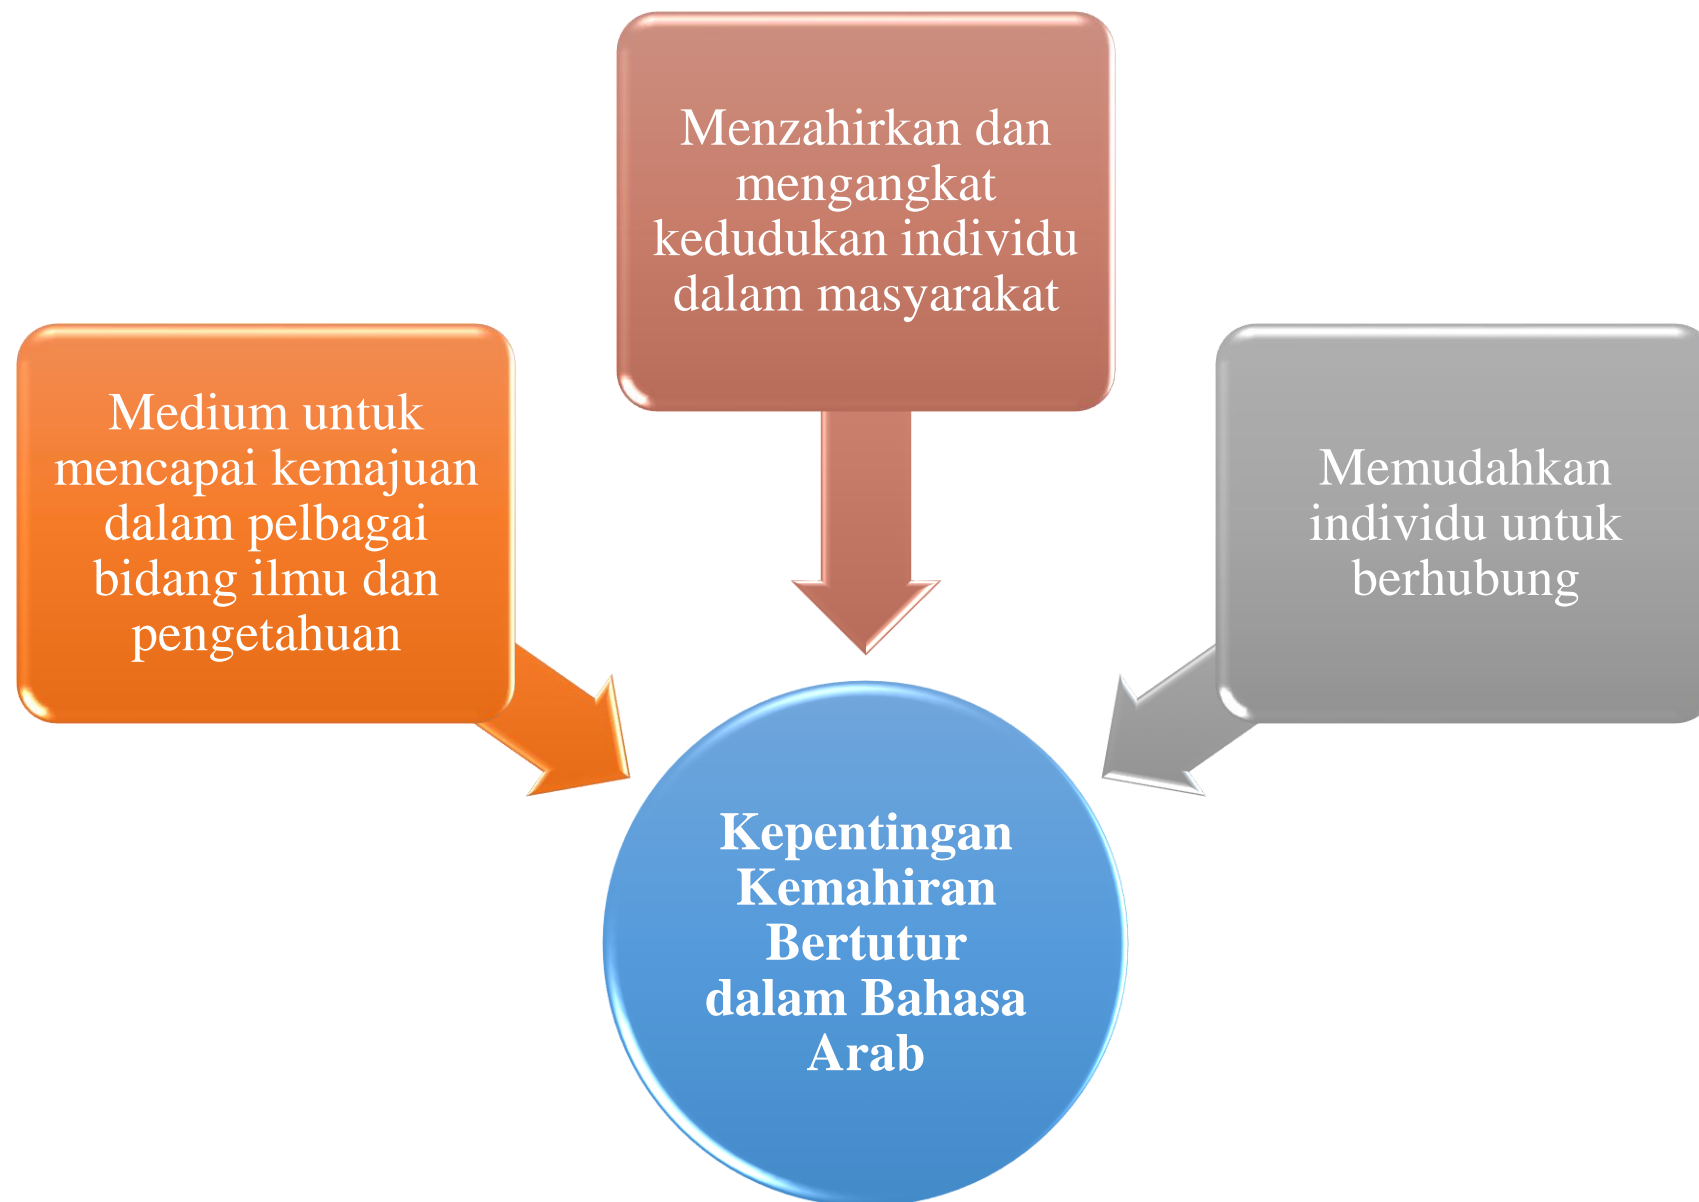 Menzahirkan dan
mengangkat
kedudukan individu
dalam masyarakat
Medium untuk
mencapai kemajuan
dalam pelbagai
bidang ilmu dan
pengetahuan
Memudahkan
individu untuk
berhubung
Kepentingan
Kemahiran
Bertutur
dalam Bahasa
Arab